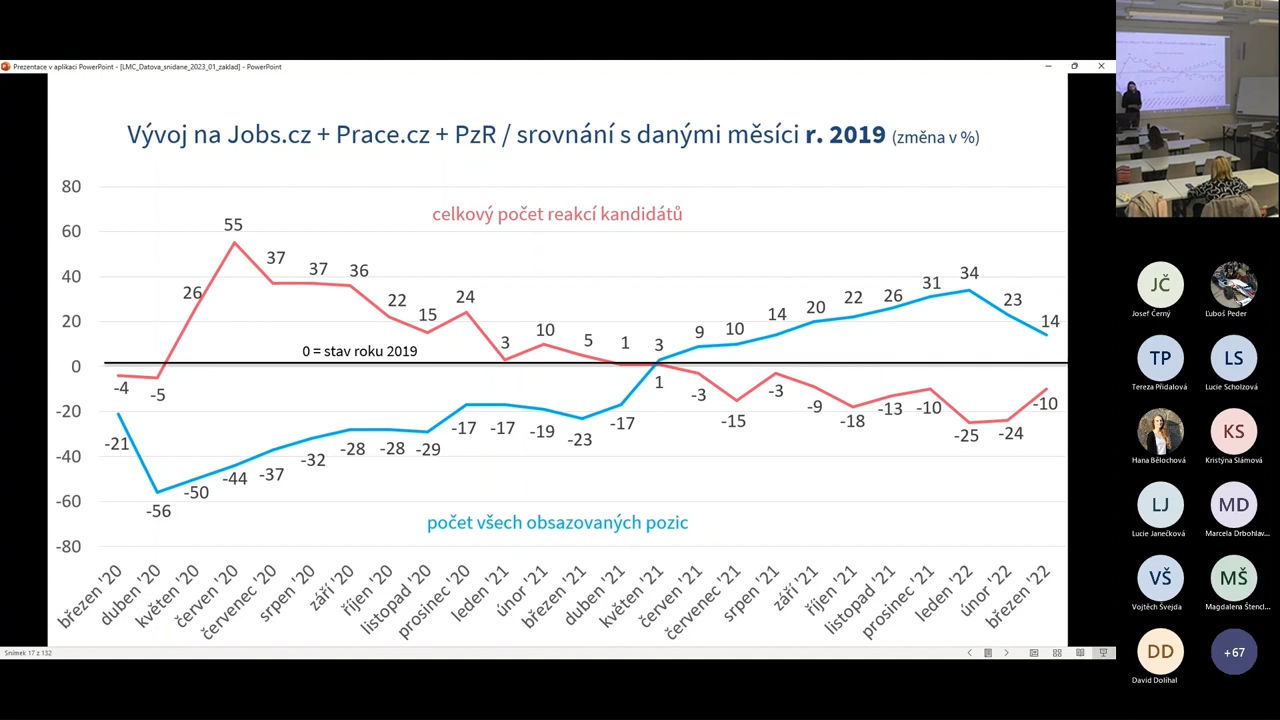 Prezentace v aplikaci PowerPoint - [LMC_Datova_snidane_2023_01_zaklad] - PowerPoint
Vývoj na Jobs.cz + Prace.cz + PzR / srovnání s danými měsíci r. 2019 (změna v %)
celkový počet reakcí kandidátů
80
60
40
20
0
-20
-40
-60
-80
-4
-5
26
55
37
37
36
22
15
24
3
10
5
1
1
-3
-15
-3
-9
-18
-13
-10
-25
-24
-10
0 = stav roku 2019
-21
-56
-50
-44
-37
-32
-28
-28
-29
-17
-17
-19
-23
-17
3
9
10
14
20
22
26
31
34
23
14
počet všech obsazovaných pozic
březen '20
duben '20
květen '20
červen '20
červenec '20
srpen '20
září '20
říjen '20
listopad '20
prosinec '20
leden '21
únor '21
březen '21
duben '21
květen '21
červen '21
červenec '21
srpen '21
září '21
říjen '21
listopad '21
prosinec '21
leden '22
únor '22
březen '22
Snímek 17 z 132
JČ
Josef Černý
Ľuboš Peder
TP
Tereza Přidalová
LS
Lucie Scholzová
Hana Bělochová
KS
Kristýna Slámová
LJ
Lucie Janečková
MD
Marcela Drbohlav...
VŠ
Vojtěch Švejda
MŠ
Magdalena Štencl...
DD
David Dolíhal
+67